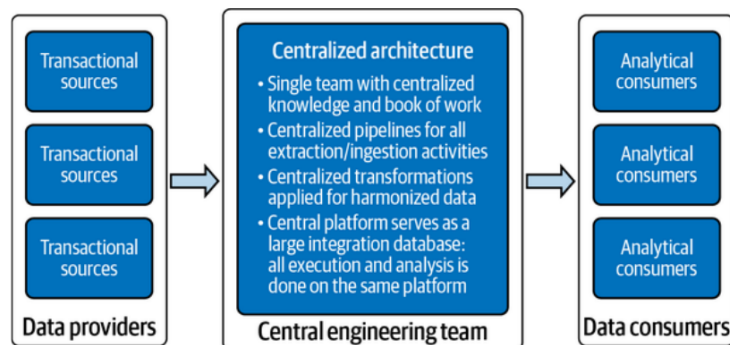 Transactional
sources
Transactional
sources
Transactional
sources
Data providers
Centralized architecture
• Single team with centralized
knowledge and book of work
• Centralized pipelines for all
extraction/ingestion activities
• Centralized transformations
applied for harmonized data
• Central platform serves as a
large integration database:
all execution and analysis is
done on the same platform
Central engineering team
Analytical
consumers
Analytical
consumers
Analytical
consumers
Data consumers